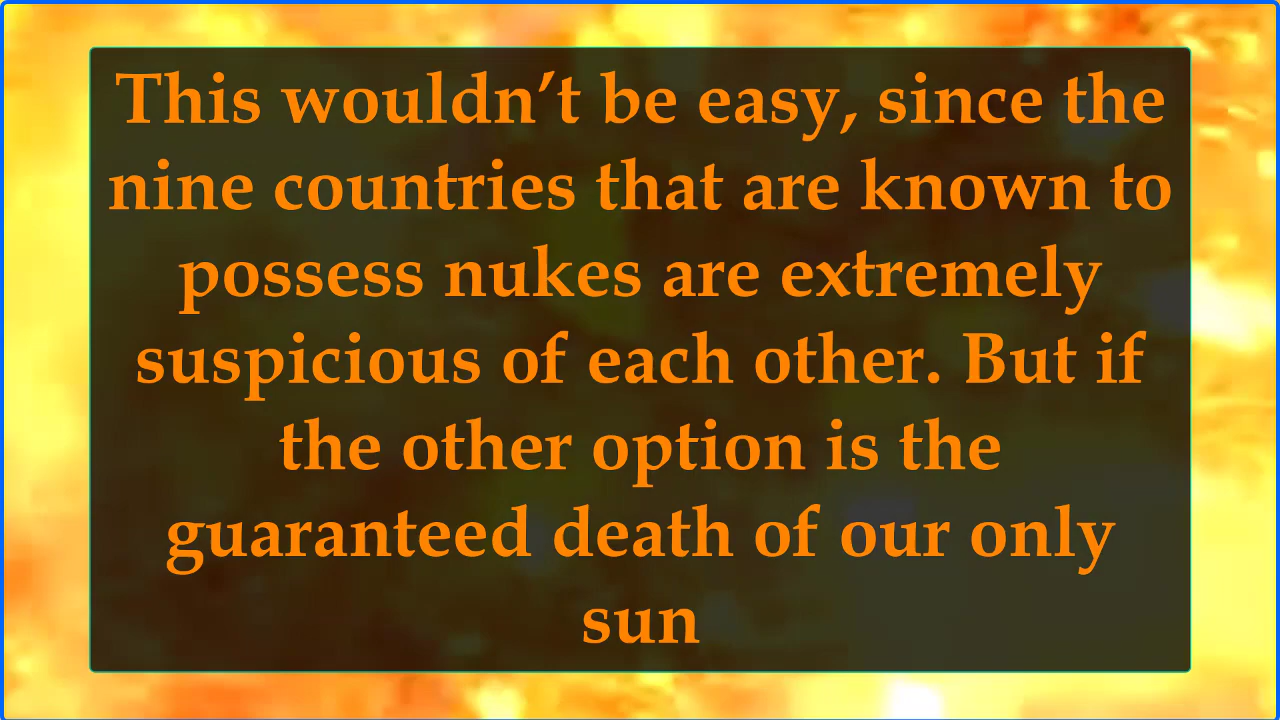 This wouldn’t be easy, since the
nine countries that are known to
possess nukes are extremely
suspicious of each other. But if
the other option is the
guaranteed death of our only
sun